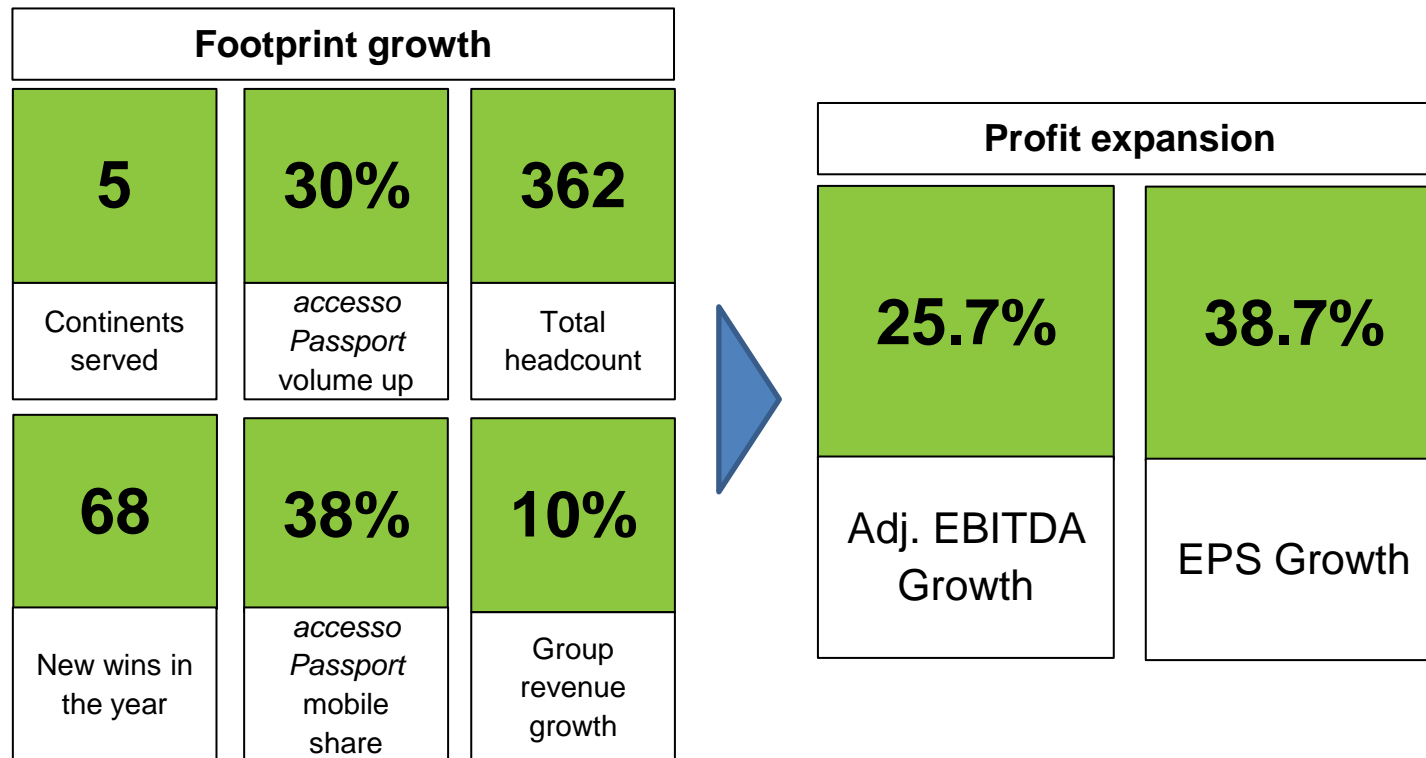 Footprint growth
5
Continents
served
30%
accesso
Passport
volume up
362
Total
headcount
68
New wins in
the year
38%
accesso
Passport
mobile
share
10%
Group
revenue
growth
Profit expansion
25.7%
Adj. EBITDA
Growth
38.7%
EPS Growth